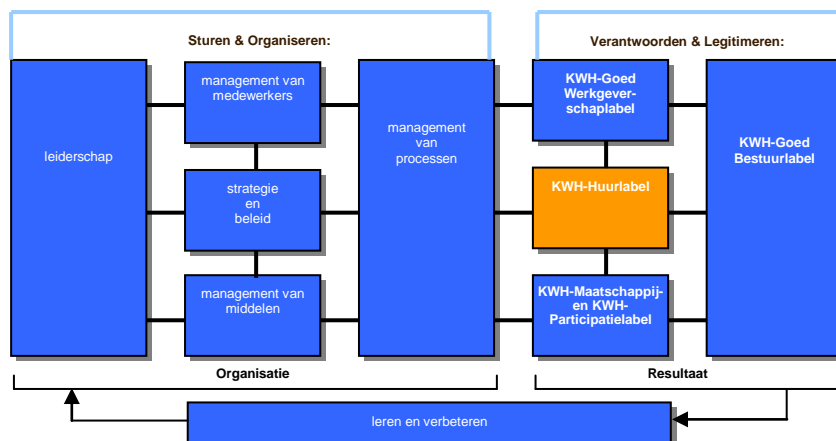 Sturen & Organiseren:
Verantwoorden & Legitimeren:
leiderschap
management van
medewerkers
strategie
en
beleid
management van
middelen
management
van
processen
KWH-Goed
Werkgever-
schaplabel
KWH-Huurlabel
KWH-Maatschappij-
en KWH-
Participatielabel
KWH-Goed
Bestuurlabel
Organisatie
Resultaat
leren en verbeteren